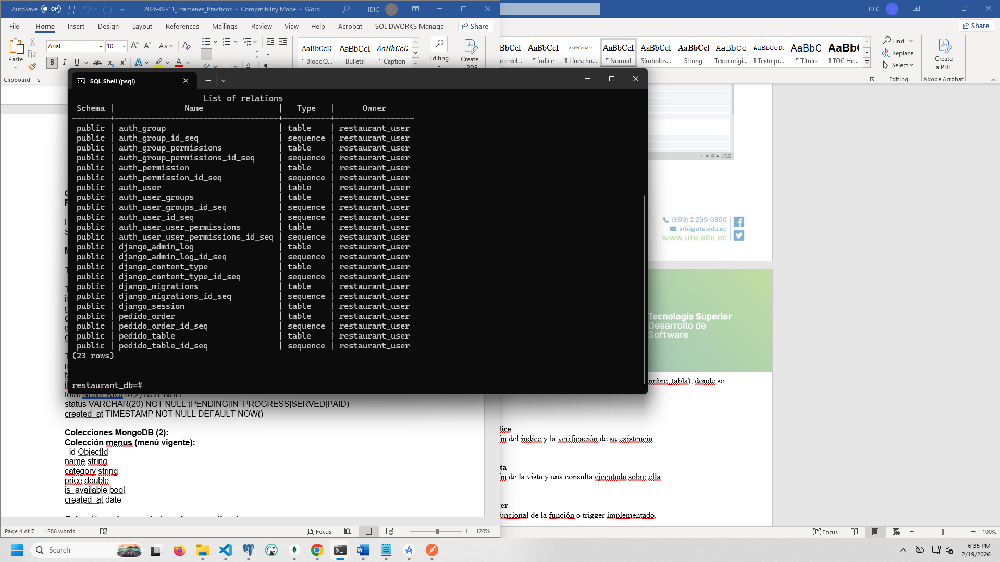 AutoSave Off 2026-02-11_Examenes_Practicos - Compatibility Mode - Word IDIC I
IDIC I
File Home Insert Design Layout References Mailings Review View Help Acrobat SOLIDWORKS Manage Share
Share
Paste
Clipboard
Arial 10
AaBbCcD ¶ Block Q...
AaBbCcI Bullets
AaBbCcD ¶ Caption
Editing
Create a PDF
AaBbCcI ¶ Índice
AaBbCcDdEe ¶ Línea ho...
AaBbCcI ¶ Normal
AaBbCcI Símbolos...
AaBbCcI Strong
AaBbCc ¶ Texto origi...
AaBbCcDc ¶ Texto pr...
AaBbC ¶ Título
AaBb( ¶ TOC He...
Find
Replace
Select
Editing
Create a PDF
Adobe Acrobat
SQL Shell (psql)
List of relations
Schema | Name | Type | Owner
--------+-----------------------------------+----------+-----------------
public | auth_group | table | restaurant_user
public | auth_group_id_seq | sequence | restaurant_user
public | auth_group_permissions | table | restaurant_user
public | auth_group_permissions_id_seq | sequence | restaurant_user
public | auth_permission | table | restaurant_user
public | auth_permission_id_seq | sequence | restaurant_user
public | auth_user | table | restaurant_user
public | auth_user_groups | table | restaurant_user
public | auth_user_groups_id_seq | sequence | restaurant_user
public | auth_user_id_seq | sequence | restaurant_user
public | auth_user_user_permissions | table | restaurant_user
public | auth_user_user_permissions_id_seq | sequence | restaurant_user
public | django_admin_log | table | restaurant_user
public | django_admin_log_id_seq | sequence | restaurant_user
public | django_content_type | table | restaurant_user
public | django_content_type_id_seq | sequence | restaurant_user
public | django_migrations | table | restaurant_user
public | django_migrations_id_seq | sequence | restaurant_user
public | django_session | table | restaurant_user
public | pedido_order | table | restaurant_user
public | pedido_order_id_seq | sequence | restaurant_user
public | pedido_table | table | restaurant_user
public | pedido_table_id_seq | sequence | restaurant_user
(23 rows)
restaurant_db=#
total NUMERIC(10,2) NOT NULL
status VARCHAR(20) NOT NULL (PENDING|IN_PROGRESS|SERVED|PAID)
created_at TIMESTAMP NOT NULL DEFAULT NOW()
Colecciones MongoDB (2):
Colección menus (menú vigente):
_id ObjectId
name string
category string
price double
is_available bool
created_at date
(593) 2 299-0800
info@ute.edu.ec
www.ute.edu.ec
Tecnología Superior
Desarrollo de
Software
ombre_tabla), donde se
dice
ón del índice y la verificación de su existencia.
ta
ón de la vista y una consulta ejecutada sobre ella.
er
uncional de la función o trigger implementado.
Page 4 of 7 1286 words Focus 120%
Focus 100%
Search
6:35 PM
2/19/2026